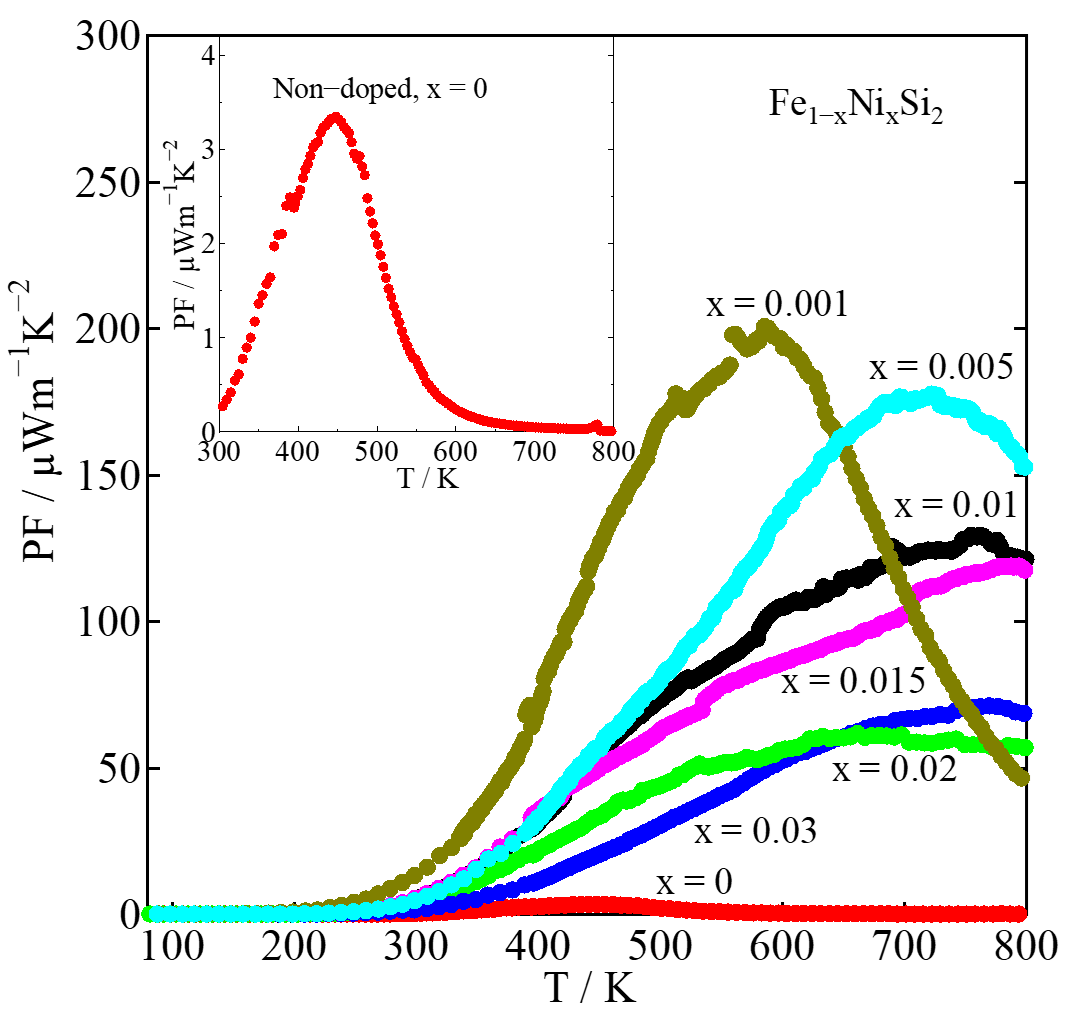 300
250
200
150
100
50
0
PF / μWm⁻¹K⁻²
100 200 300 400 500 600 700 800
T / K
Fe₁₋ₓNiₓSi₂
x = 0.001
x = 0.005
x = 0.01
x = 0.015
x = 0.02
x = 0.03
x = 0
4
3
2
1
0
PF / μWm⁻¹K⁻²
Non−doped, x = 0
300 400 500 600 700 800
T / K